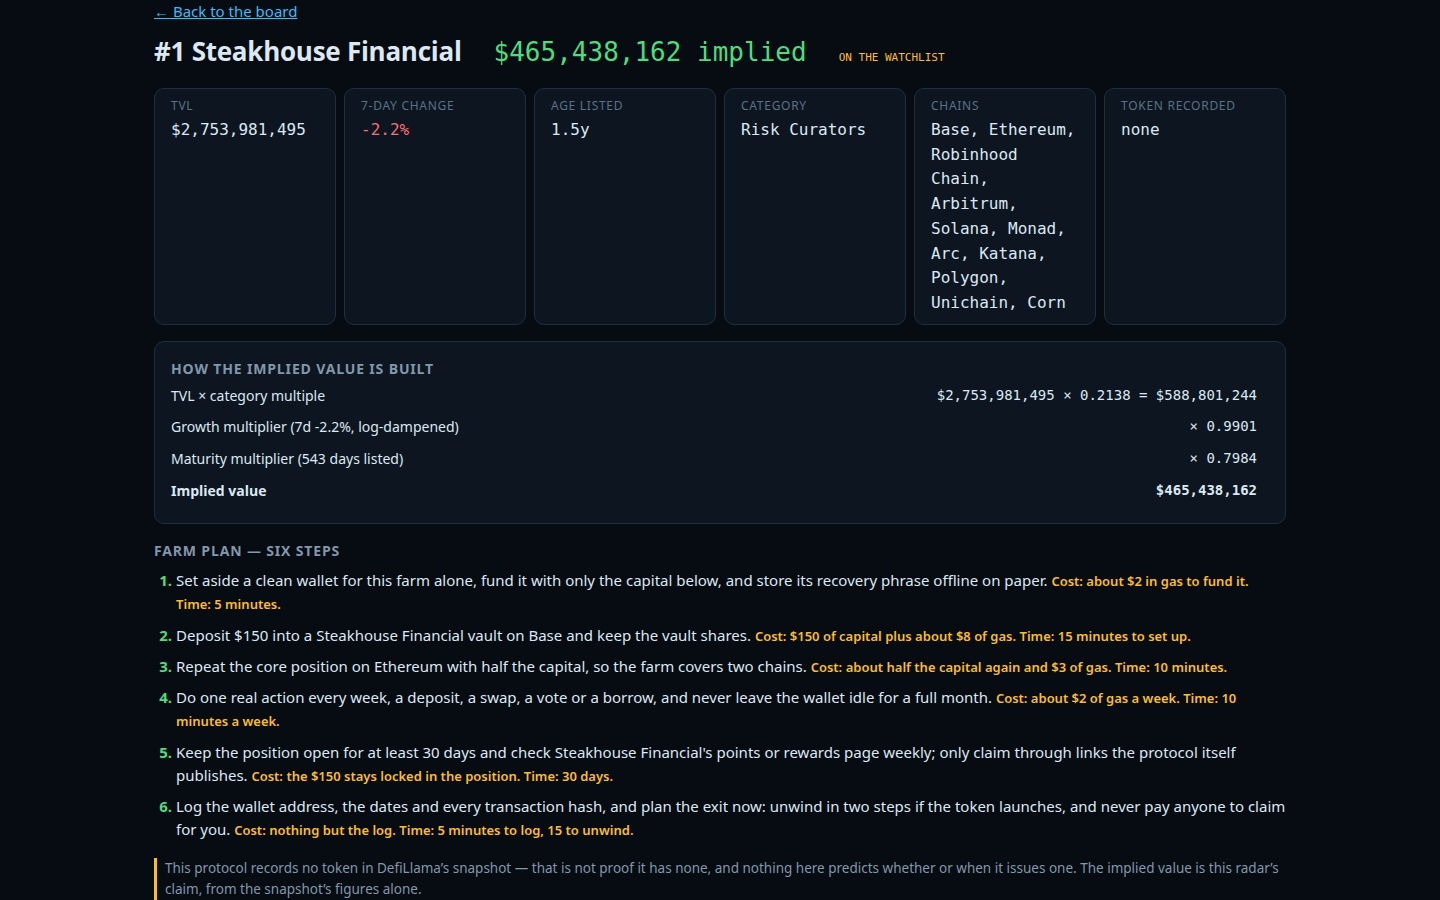 ← Back to the board
#1 Steakhouse Financial $465,438,162 implied ON THE WATCHLIST
TVL
$2,753,981,495
7-DAY CHANGE
-2.2%
AGE LISTED
1.5y
CATEGORY
Risk Curators
CHAINS
Base, Ethereum,
Robinhood
Chain,
Arbitrum,
Solana, Monad,
Arc, Katana,
Polygon,
Unichain, Corn
TOKEN RECORDED
none
HOW THE IMPLIED VALUE IS BUILT
TVL × category multiple $2,753,981,495 × 0.2138 = $588,801,244
Growth multiplier (7d -2.2%, log-dampened) × 0.9901
Maturity multiplier (543 days listed) × 0.7984
Implied value $465,438,162
FARM PLAN — SIX STEPS
1. Set aside a clean wallet for this farm alone, fund it with only the capital below, and store its recovery phrase offline on paper. Cost: about $2 in gas to fund it.
Time: 5 minutes.
2. Deposit $150 into a Steakhouse Financial vault on Base and keep the vault shares. Cost: $150 of capital plus about $8 of gas. Time: 15 minutes to set up.
3. Repeat the core position on Ethereum with half the capital, so the farm covers two chains. Cost: about half the capital again and $3 of gas. Time: 10 minutes.
4. Do one real action every week, a deposit, a swap, a vote or a borrow, and never leave the wallet idle for a full month. Cost: about $2 of gas a week. Time: 10
minutes a week.
5. Keep the position open for at least 30 days and check Steakhouse Financial's points or rewards page weekly; only claim through links the protocol itself
publishes. Cost: the $150 stays locked in the position. Time: 30 days.
6. Log the wallet address, the dates and every transaction hash, and plan the exit now: unwind in two steps if the token launches, and never pay anyone to claim
for you. Cost: nothing but the log. Time: 5 minutes to log, 15 to unwind.
This protocol records no token in DefiLlama’s snapshot — that is not proof it has none, and nothing here predicts whether or when it issues one. The implied value is this radar’s
claim, from the snapshot’s figures alone.